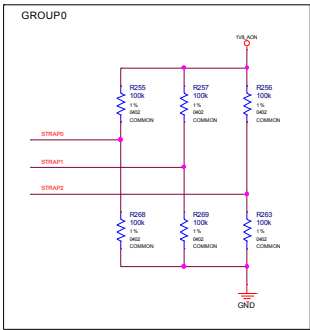 GROUP0
1V8_AON
R255
100k
1 %
0402
COMMON
R257
100k
1 %
0402
COMMON
R256
100k
1 %
0402
COMMON
STRAP0
STRAP1
STRAP2
R268
100k
1 %
0402
COMMON
R269
100k
1 %
0402
COMMON
R263
100k
1 %
0402
COMMON
GND